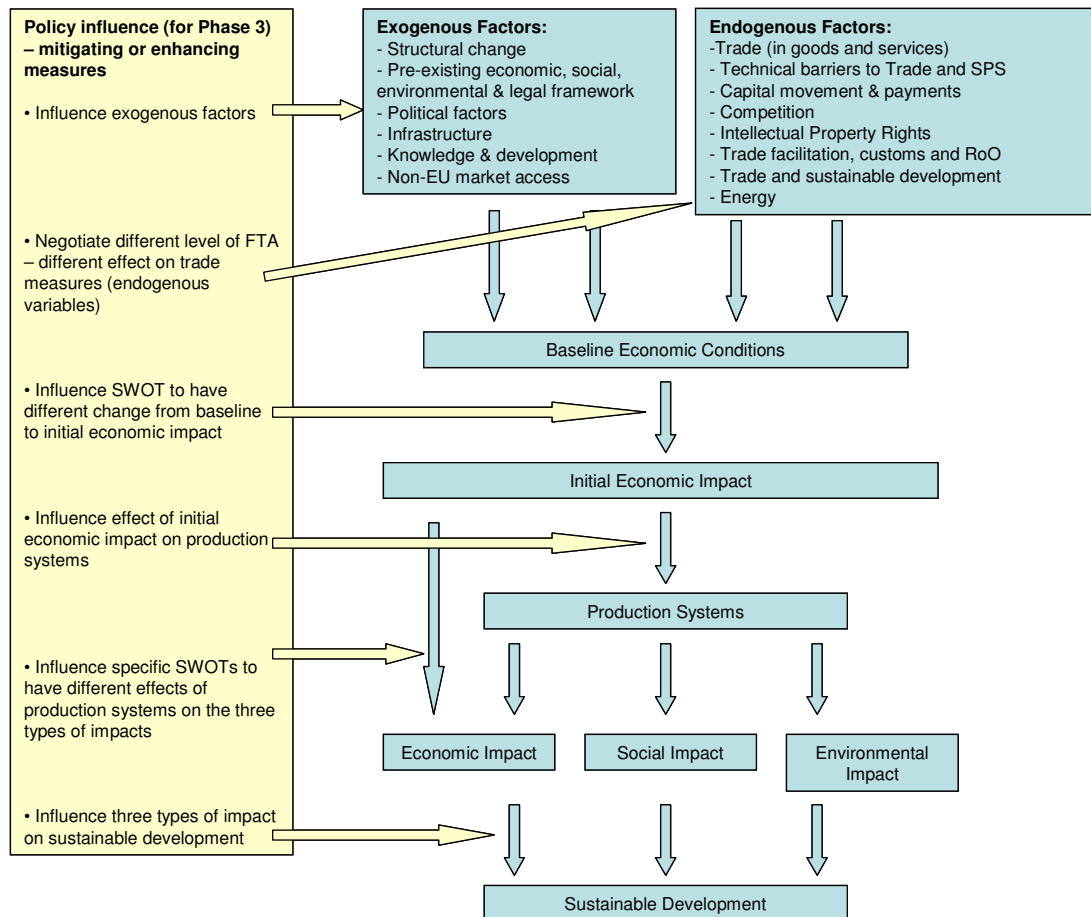 Policy influence (for Phase 3)
– mitigating or enhancing
measures
• Influence exogenous factors
• Negotiate different level of FTA
– different effect on trade
measures (endogenous
variables)
• Influence SWOT to have
different change from baseline
to initial economic impact
• Influence effect of initial
economic impact on production
systems
• Influence specific SWOTs to
have different effects of
production systems on the three
types of impacts
• Influence three types of impact
on sustainable development
Exogenous Factors:
- Structural change
- Pre-existing economic, social,
environmental & legal framework
- Political factors
- Infrastructure
- Knowledge & development
- Non-EU market access
Endogenous Factors:
-Trade (in goods and services)
- Technical barriers to Trade and SPS
- Capital movement & payments
- Competition
- Intellectual Property Rights
- Trade facilitation, customs and RoO
- Trade and sustainable development
- Energy
Baseline Economic Conditions
Initial Economic Impact
Production Systems
Economic Impact
Social Impact
Environmental
Impact
Sustainable Development